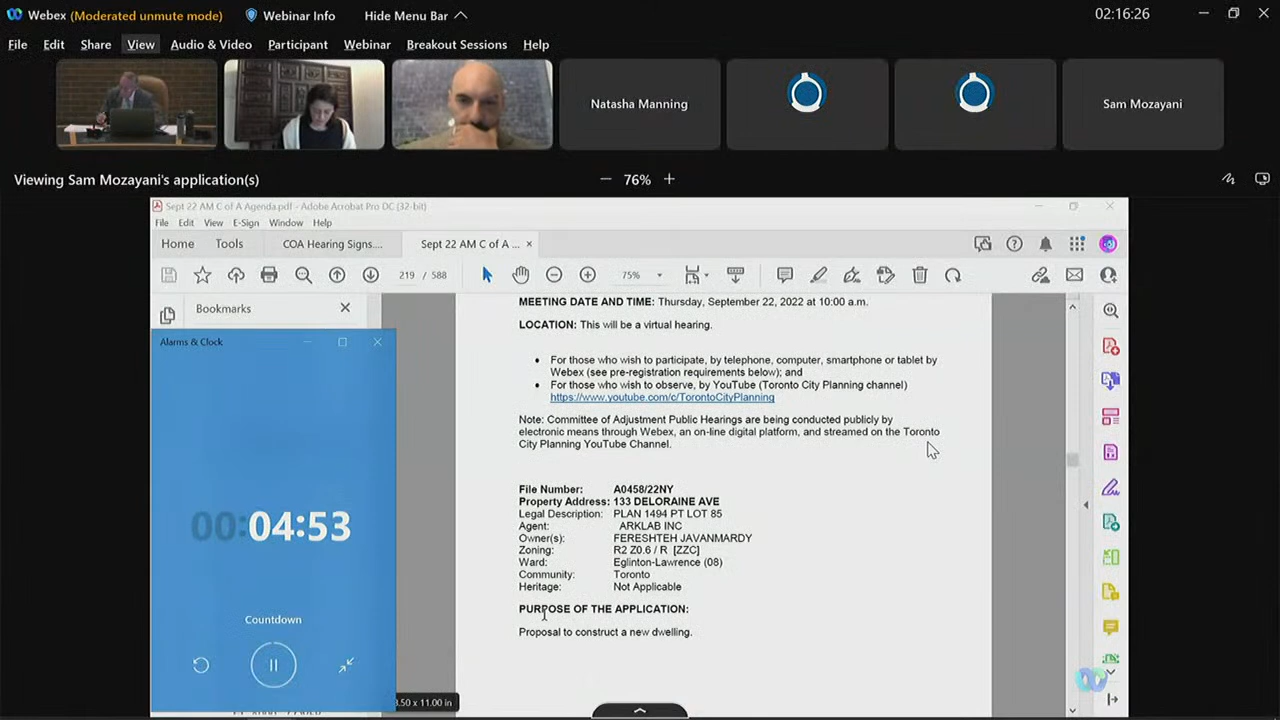 Webex (Moderated unmute mode) Webinar Info Hide Menu Bar 02:16:26
File Edit Share View Audio & Video Participant Webinar Breakout Sessions Help
Natasha Manning
Sam Mozayani
Viewing Sam Mozayani's application(s) 76%
Sept 22 AM C of A Agenda.pdf - Adobe Acrobat Pro DC (32-bit)
File Edit View E-Sign Window Help
Home Tools COA Hearing Signs.... Sept 22 AM C of A ... ×
219 / 588 75%
Bookmarks
Alarms & Clock
00:04:53
Countdown
MEETING DATE AND TIME: Thursday, September 22, 2022 at 10:00 a.m.
LOCATION: This will be a virtual hearing.
• For those who wish to participate, by telephone, computer, smartphone or tablet by
Webex (see pre-registration requirements below); and
• For those who wish to observe, by YouTube (Toronto City Planning channel)
https://www.youtube.com/c/TorontoCityPlanning
Note: Committee of Adjustment Public Hearings are being conducted publicly by
electronic means through Webex, an on-line digital platform, and streamed on the Toronto
City Planning YouTube Channel.
File Number: A0458/22NY
Property Address: 133 DELORAINE AVE
Legal Description: PLAN 1494 PT LOT 85
Agent: ARKLAB INC
Owner(s): FERESHTEH JAVANMARDY
Zoning: R2 Z0.6 / R [ZZC]
Ward: Eglinton-Lawrence (08)
Community: Toronto
Heritage: Not Applicable
PURPOSE OF THE APPLICATION:
Proposal to construct a new dwelling.
.50 x 11.00 in